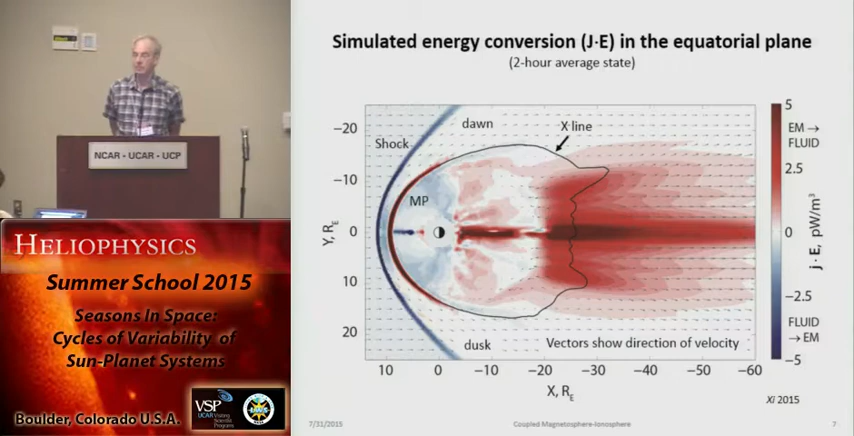 NCAR • UCAR • UCP
HELIOPHYSICS
Summer School 2015
Seasons In Space:
Cycles of Variability of
Sun-Planet Systems
VSP
UCAR Visiting
Scientist
Programs
Boulder, Colorado U.S.A.
Simulated energy conversion (J·E) in the equatorial plane
(2-hour average state)
Y, RE
−20
−10
0
10
20
dawn
X line
Shock
MP
dusk
Vectors show direction of velocity
10 0 −10 −20 −30 −40 −50 −60
X, RE
5
EM →
FLUID
2.5
0
−2.5
FLUID
→ EM
−5
j · E, pW/m³
Xi 2015
7/31/2015 Coupled Magnetosphere-Ionosphere 7